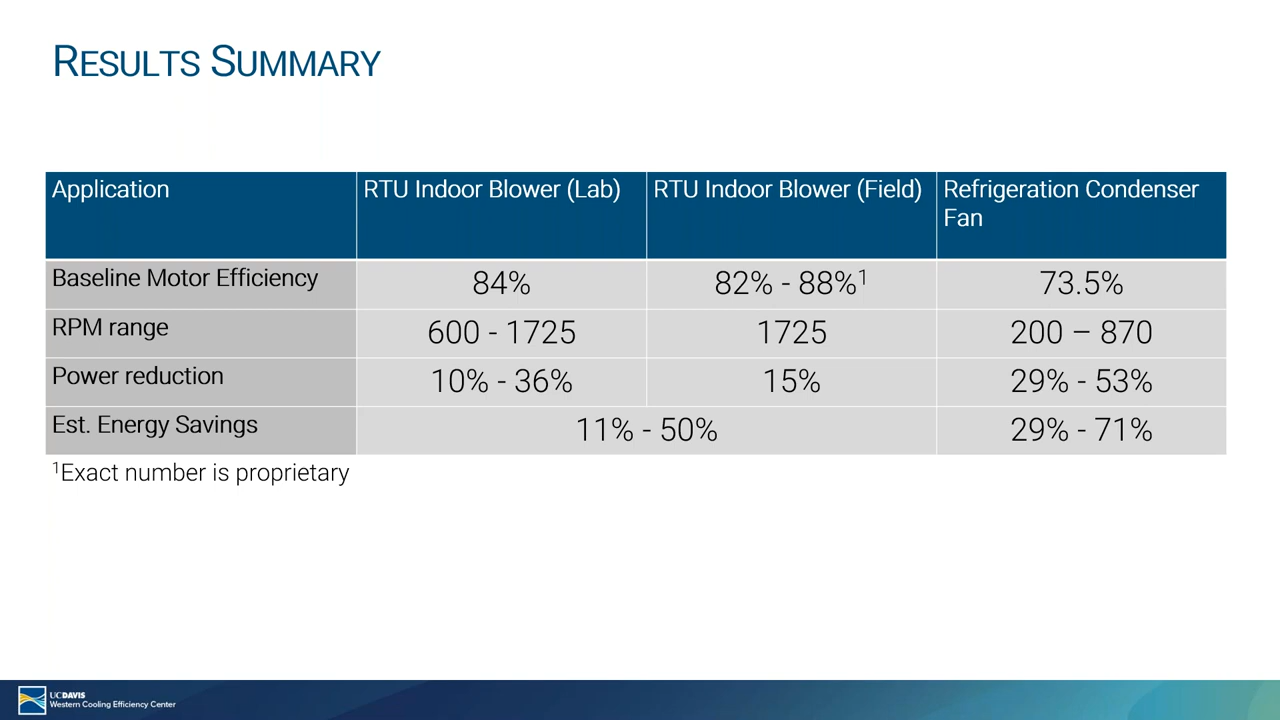 RESULTS SUMMARY
Application
RTU Indoor Blower (Lab)
RTU Indoor Blower (Field)
Refrigeration Condenser
Fan
Baseline Motor Efficiency
84%
82% - 88%¹
73.5%
RPM range
600 - 1725
1725
200 – 870
Power reduction
10% - 36%
15%
29% - 53%
Est. Energy Savings
11% - 50%
29% - 71%
¹Exact number is proprietary
UCDAVIS
Western Cooling Efficiency Center